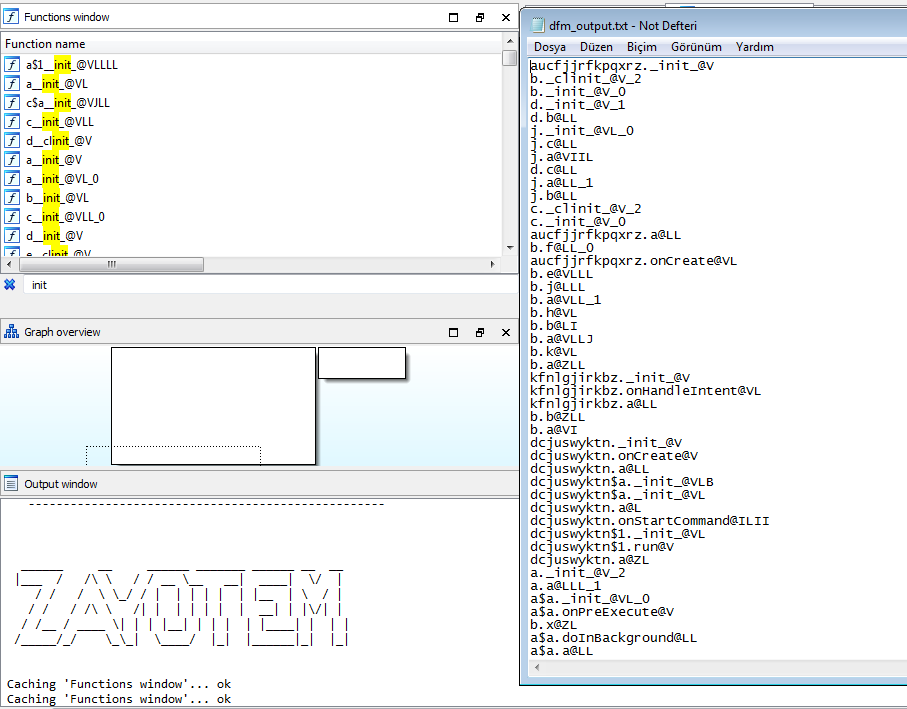 Functions window
Function name
a$1__init_@VLLLL
a__init_@VL
c$a__init_@VJLL
c__init_@VLL
d__clinit_@V
a__init_@V
a__init_@VL_0
b__init_@VL
c__init_@VLL_0
d__init_@V
e__clinit_@V
init
Graph overview
Output window
---------------------------------------------------
ZAYOTEM
Caching 'Functions window'... ok
Caching 'Functions window'... ok
dfm_output.txt - Not Defteri
Dosya Düzen Biçim Görünüm Yardım
aucfjjrfkpqxrz._init_@V
b._clinit_@V_2
b._init_@V_0
d._init_@V_1
d.b@LL
j._init_@VL_0
j.c@LL
j.a@VIIL
d.c@LL
j.a@LL_1
j.b@LL
c._clinit_@V_2
c._init_@V_0
aucfjjrfkpqxrz.a@LL
b.f@LL_0
aucfjjrfkpqxrz.onCreate@VL
b.e@VLLL
b.j@LLL
b.a@VLL_1
b.h@VL
b.b@LI
b.a@VLLJ
b.k@VL
b.a@ZLL
kfnlgjirkbz._init_@V
kfnlgjirkbz.onHandleIntent@VL
kfnlgjirkbz.a@LL
b.b@ZLL
b.a@VI
dcjuswyktn._init_@V
dcjuswyktn.onCreate@V
dcjuswyktn.a@LL
dcjuswyktn$a._init_@VLB
dcjuswyktn$a._init_@VL
dcjuswyktn.a@L
dcjuswyktn.onStartCommand@ILII
dcjuswyktn$1._init_@VL
dcjuswyktn$1.run@V
dcjuswyktn.a@ZL
a._init_@V_2
a.a@LLL_1
a$a._init_@VL_0
a$a.onPreExecute@V
b.x@ZL
a$a.doInBackground@LL
a$a.a@LL